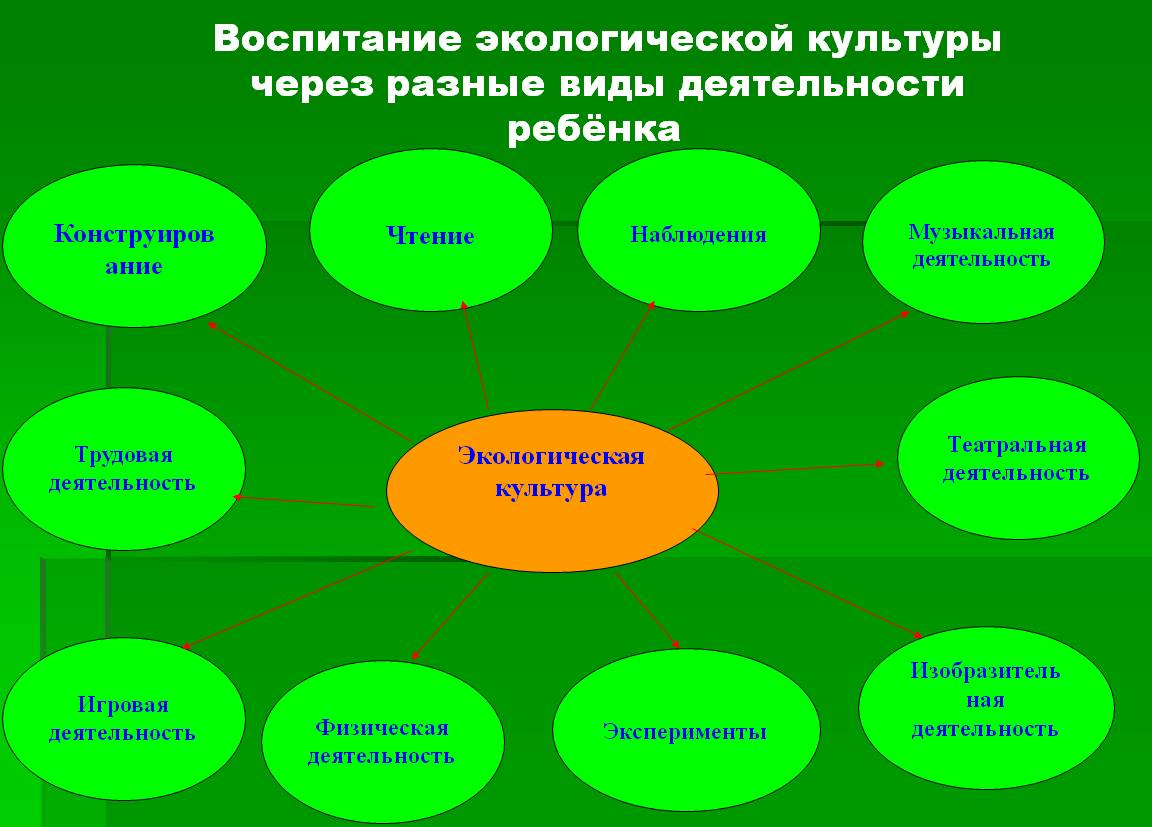 Воспитание экологической культуры
через разные виды деятельности
ребёнка
Конструиров
ание
Чтение
Наблюдения
Музыкальная
деятельность
Трудовая
деятельность
Экологическая
культура
Театральная
деятельность
Игровая
деятельность
Физическая
деятельность
Эксперименты
Изобразитель
ная
деятельность